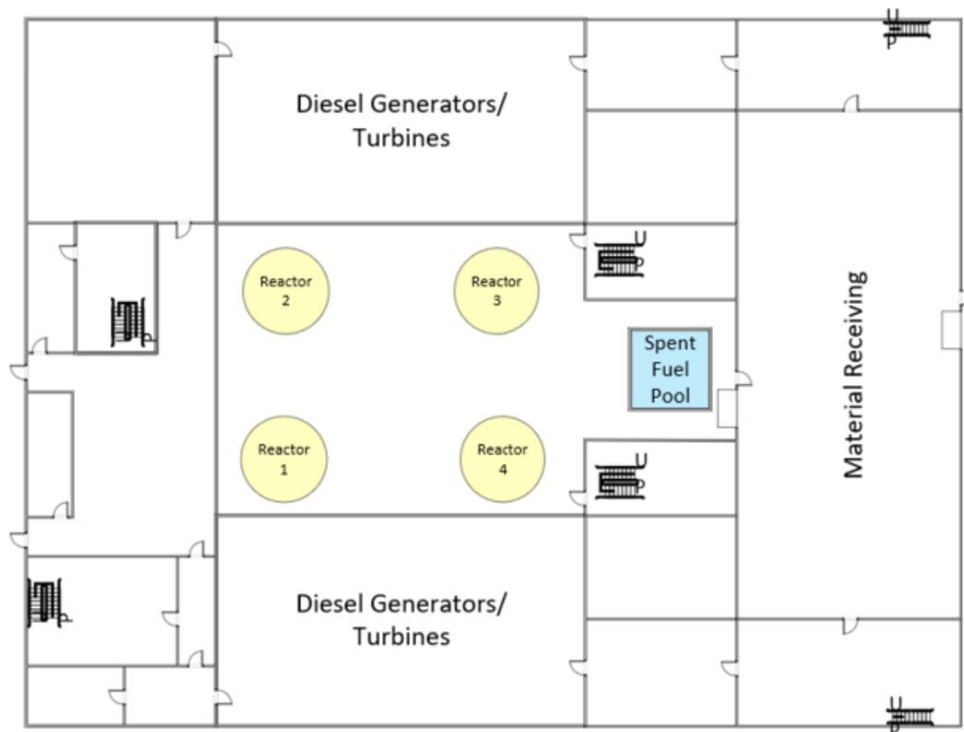 U
P
Diesel Generators/
Turbines
U
P
Reactor
2
Reactor
3
P
Spent
Fuel
Pool
Material Receiving
Reactor
1
Reactor
4
U
P
Diesel Generators/
Turbines
P
U
P